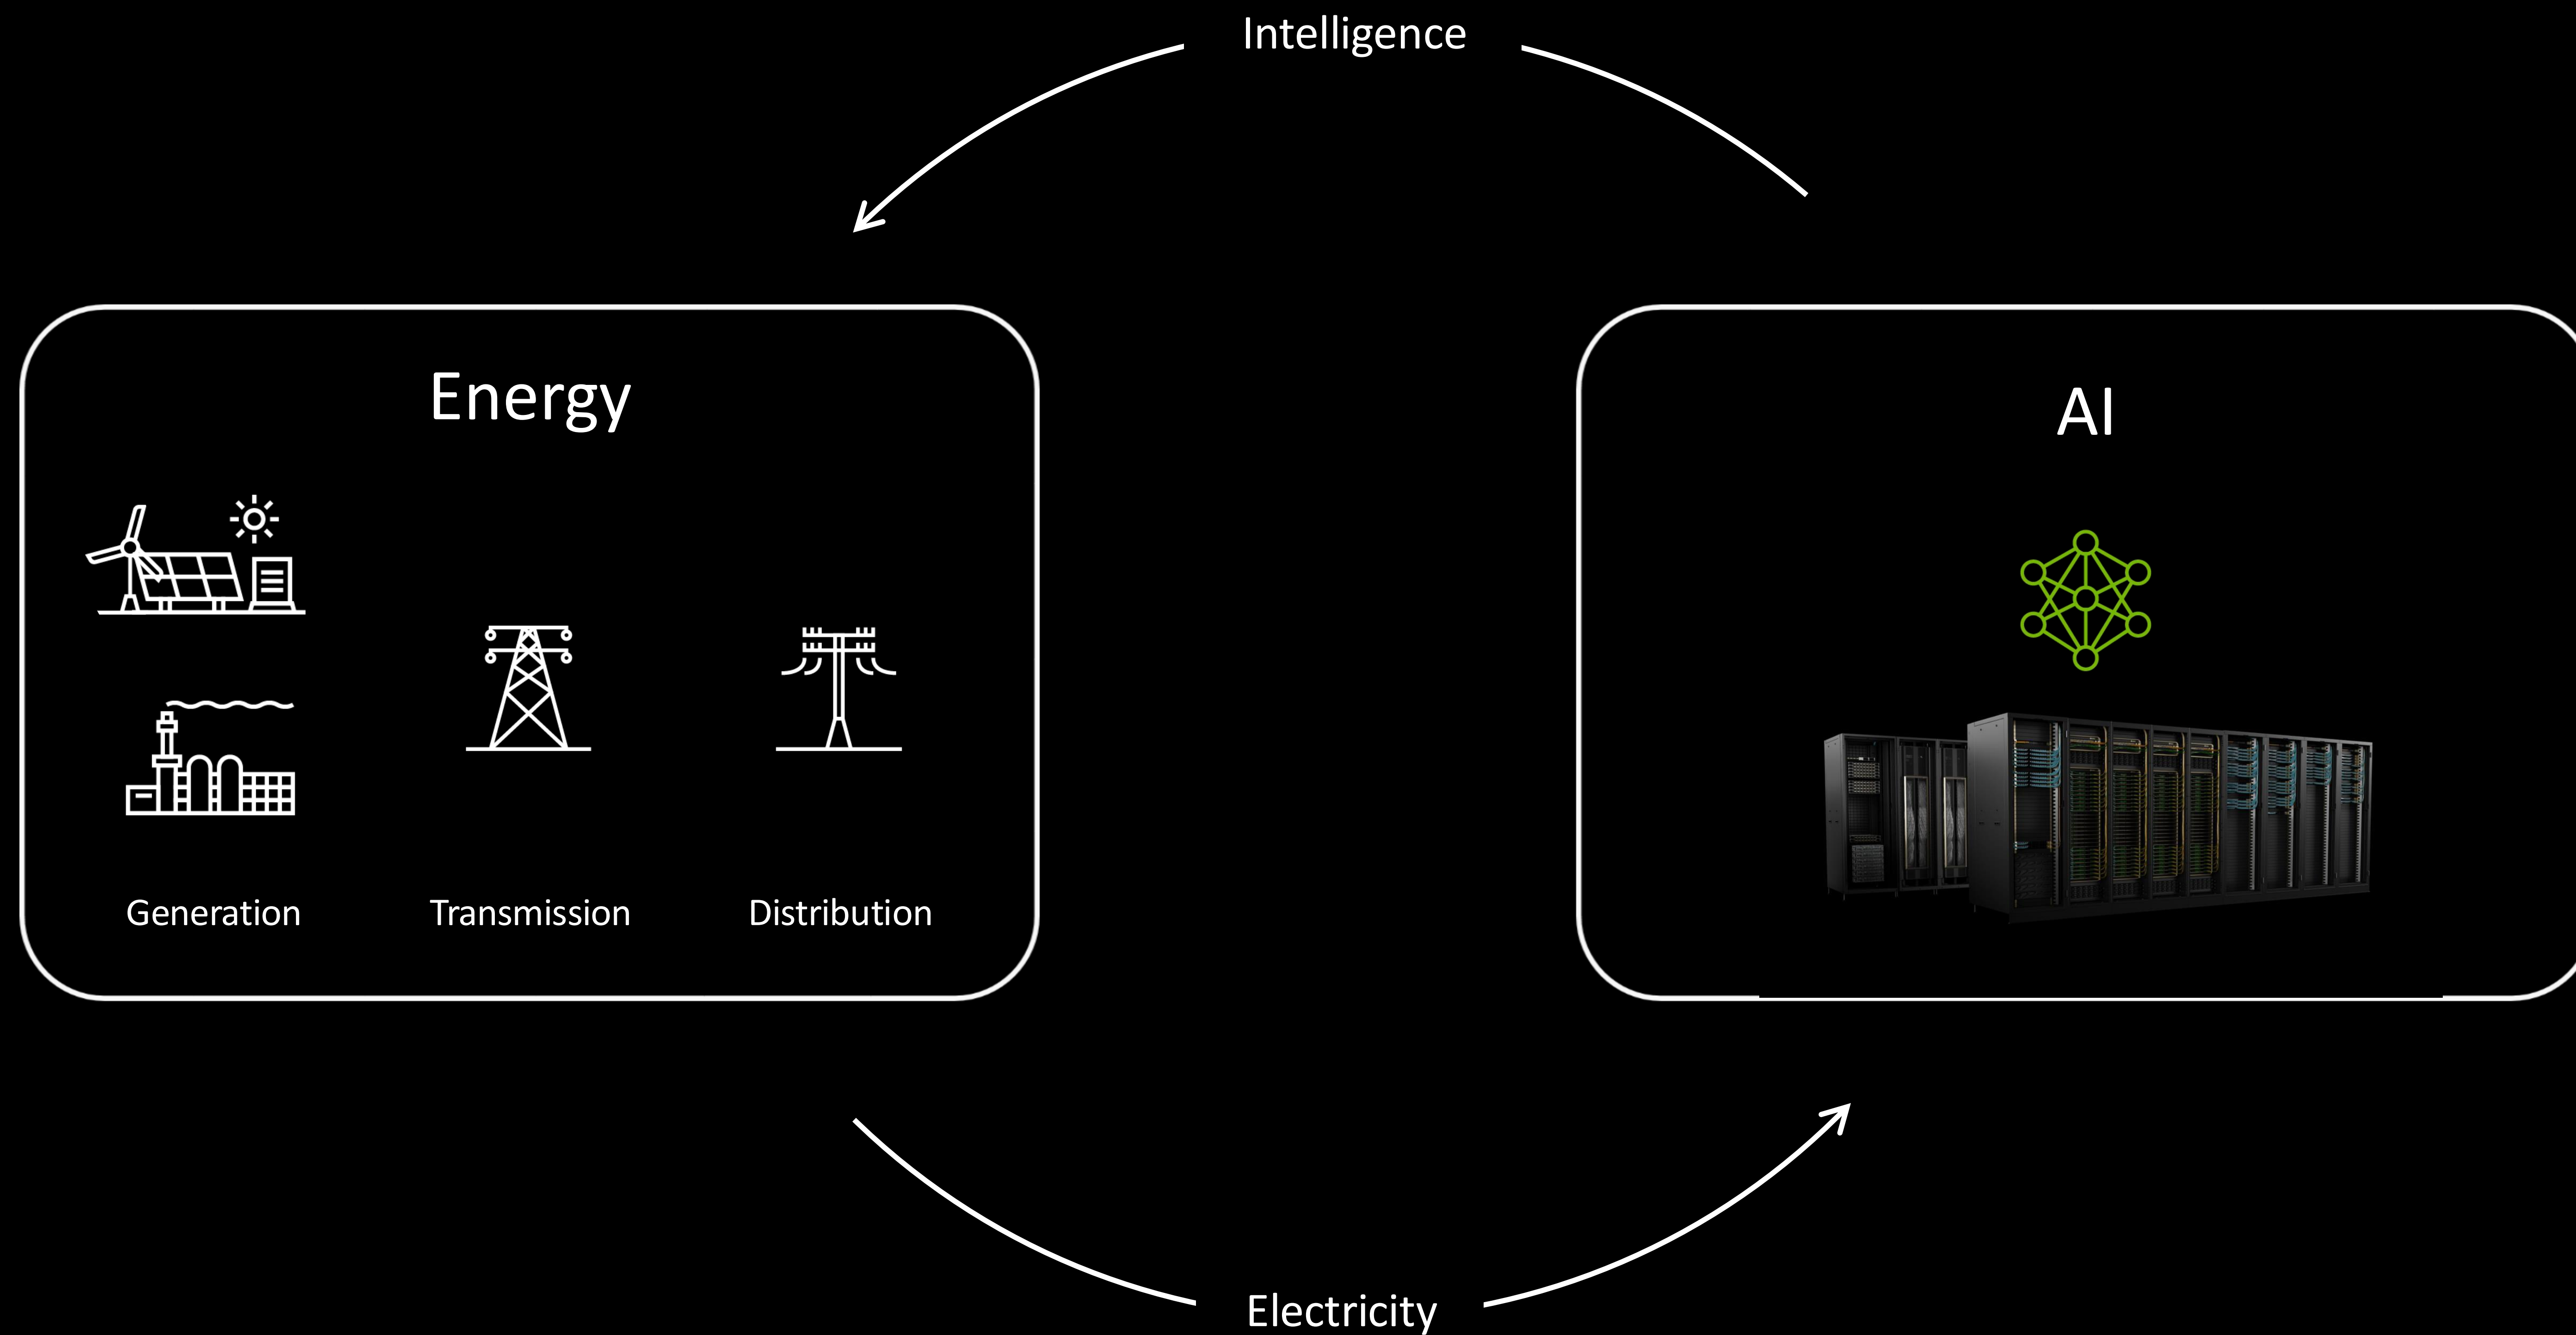 Intelligence
Energy
AI
Generation
Transmission
Distribution
Electricity